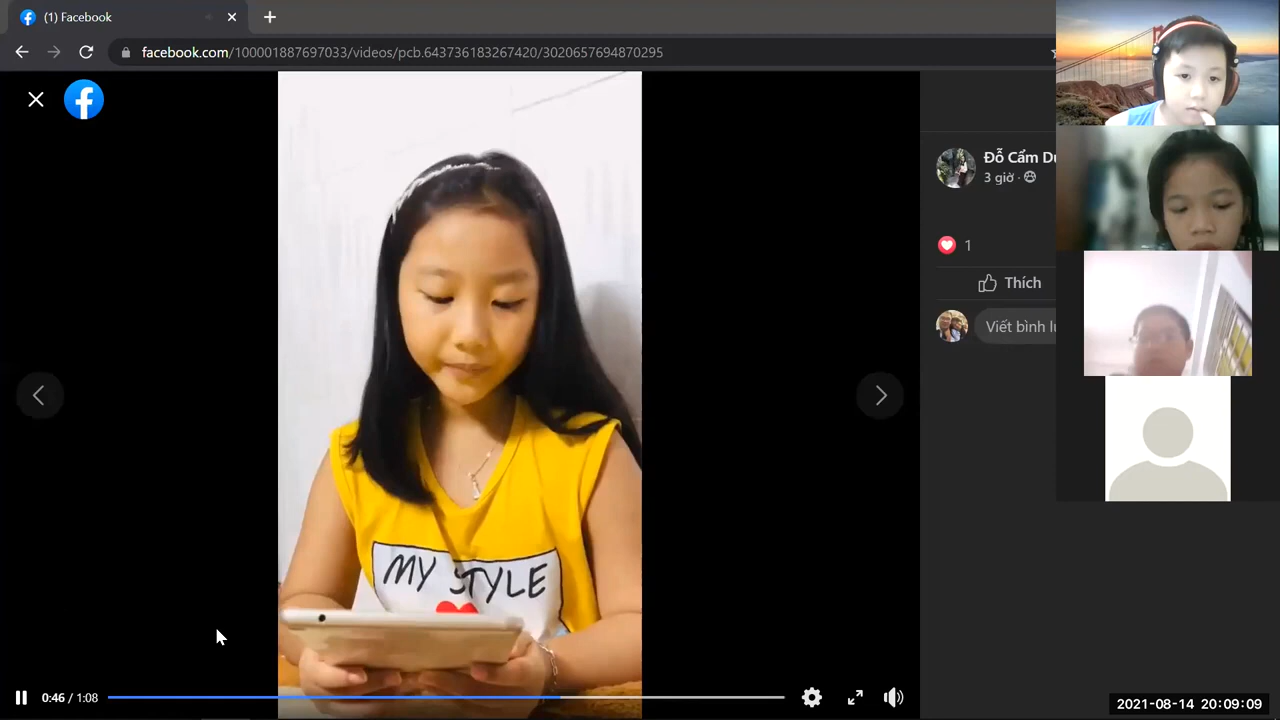 (1) Facebook
facebook.com/100001887697033/videos/pcb.643736183267420/3020657694870295
Đỗ Cẩm
3 giờ
1
Thích
Viết bình
MY STYLE
0:46 / 1:08
2021-08-14 20:09:09